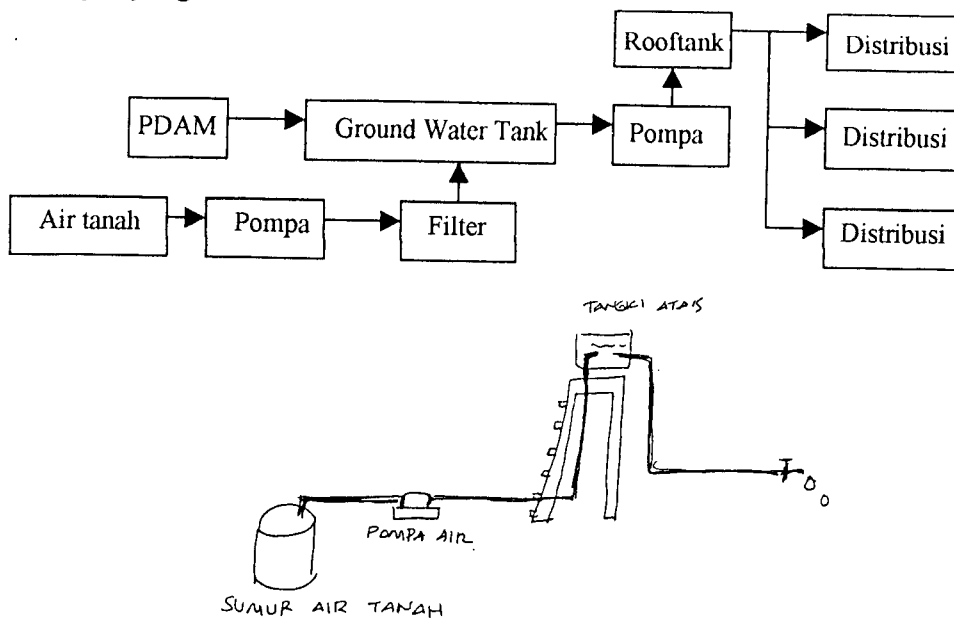 Rooftank
Distribusi
PDAM
Ground Water Tank
Pompa
Distribusi
Air tanah
Pompa
Filter
Distribusi
TANGKI ATAS
POMPA AIR
SUMUR AIR TANAH